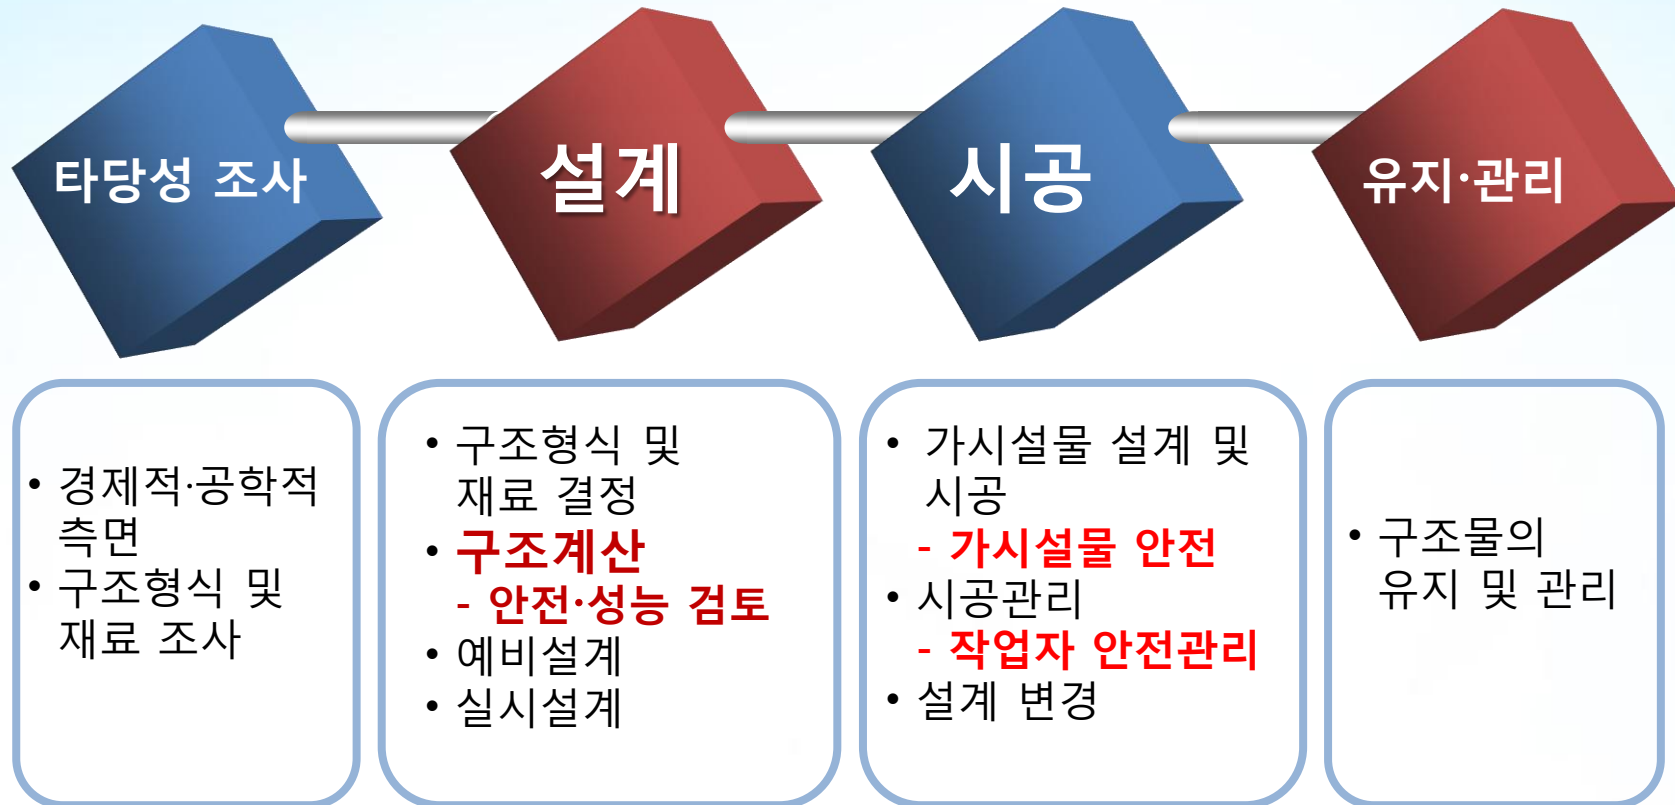 타당성 조사
설계
시공
유지·관리
• 경제적·공학적
측면
• 구조형식 및
재료 조사
• 구조형식 및
재료 결정
• 구조계산
- 안전·성능 검토
• 예비설계
• 실시설계
• 가시설물 설계 및
시공
- 가시설물 안전
• 시공관리
- 작업자 안전관리
• 설계 변경
• 구조물의
유지 및 관리